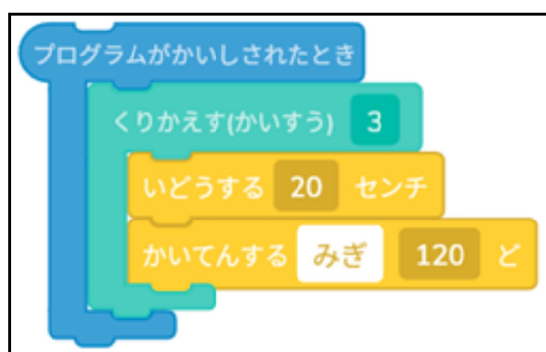 プログラムがかいしされたとき
くりかえす(かいすう) 3
いどうする 20 センチ
かいてんする みぎ 120 ど